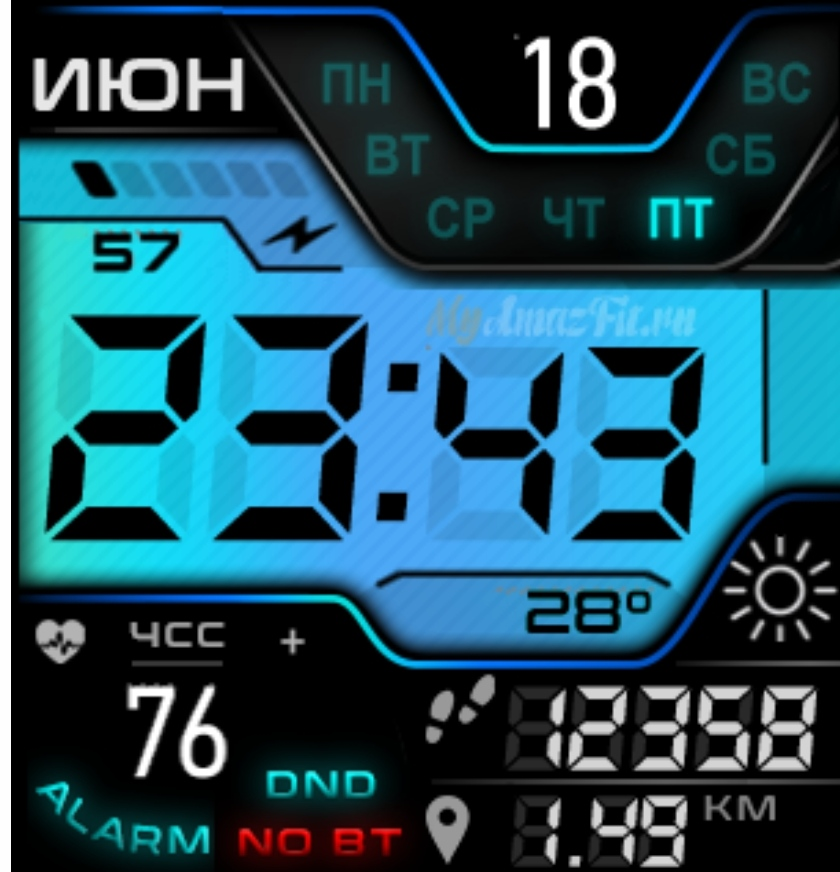 ИЮН
18
ПН
ВС
ВТ
СБ
СР
ЧТ
ПТ
57
MyAmazFit.ru
23:43
28°
ЧСС +
76
12358
DND
ALARM
NO BT
1.49 КМ